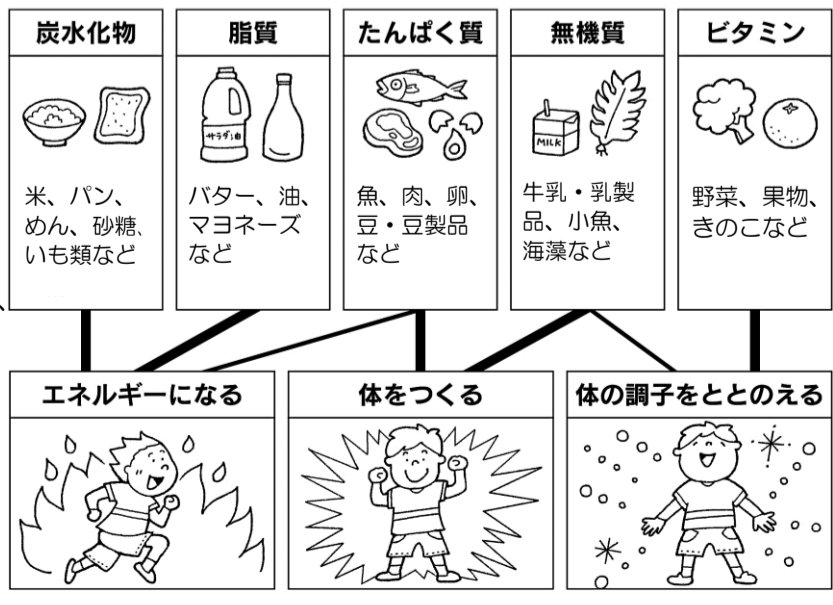 炭水化物
脂質
たんぱく質
無機質
ビタミン
サラダ油
MILK
米、パン、
めん、砂糖、
いも類など
バター、油、
マヨネーズ
など
魚、肉、卵、
豆・豆製品
など
牛乳・乳製
品、小魚、
海藻など
野菜、果物、
きのこなど
エネルギーになる
体をつくる
体の調子をととのえる